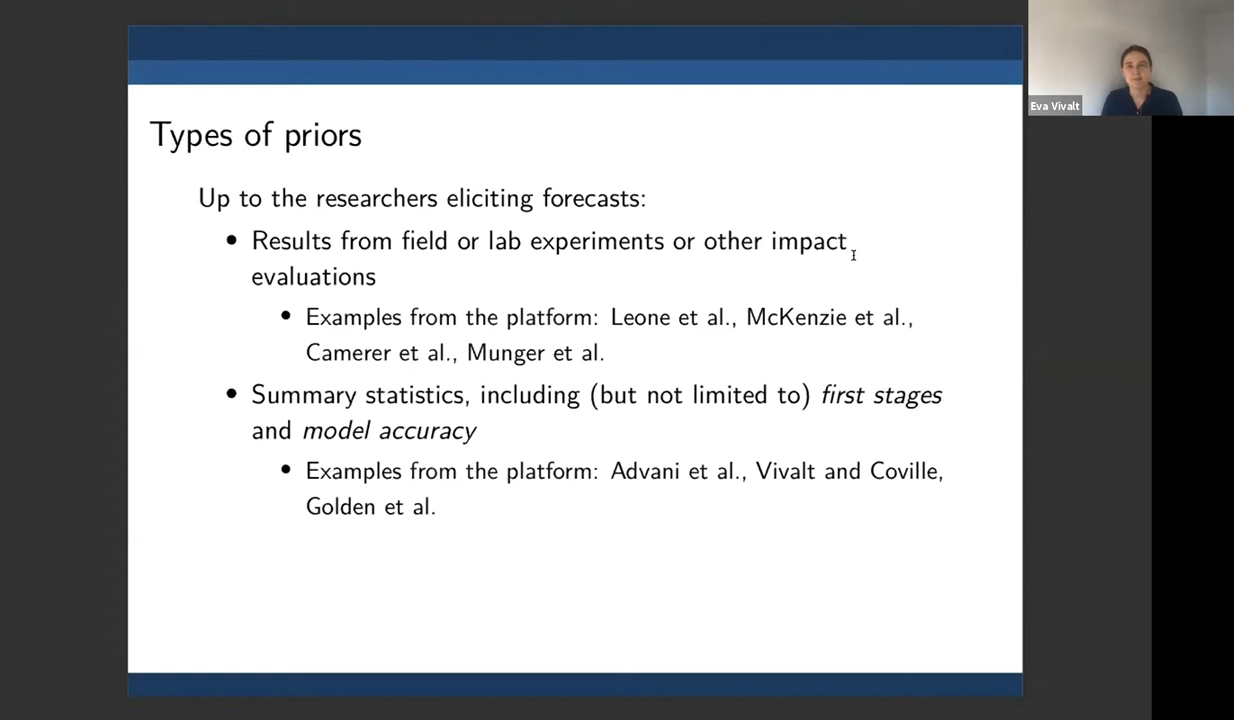 Types of priors
Up to the researchers eliciting forecasts:
• Results from field or lab experiments or other impact
evaluations
• Examples from the platform: Leone et al., McKenzie et al.,
Camerer et al., Munger et al.
• Summary statistics, including (but not limited to) first stages
and model accuracy
• Examples from the platform: Advani et al., Vivalt and Coville,
Golden et al.
Eva Vivalt